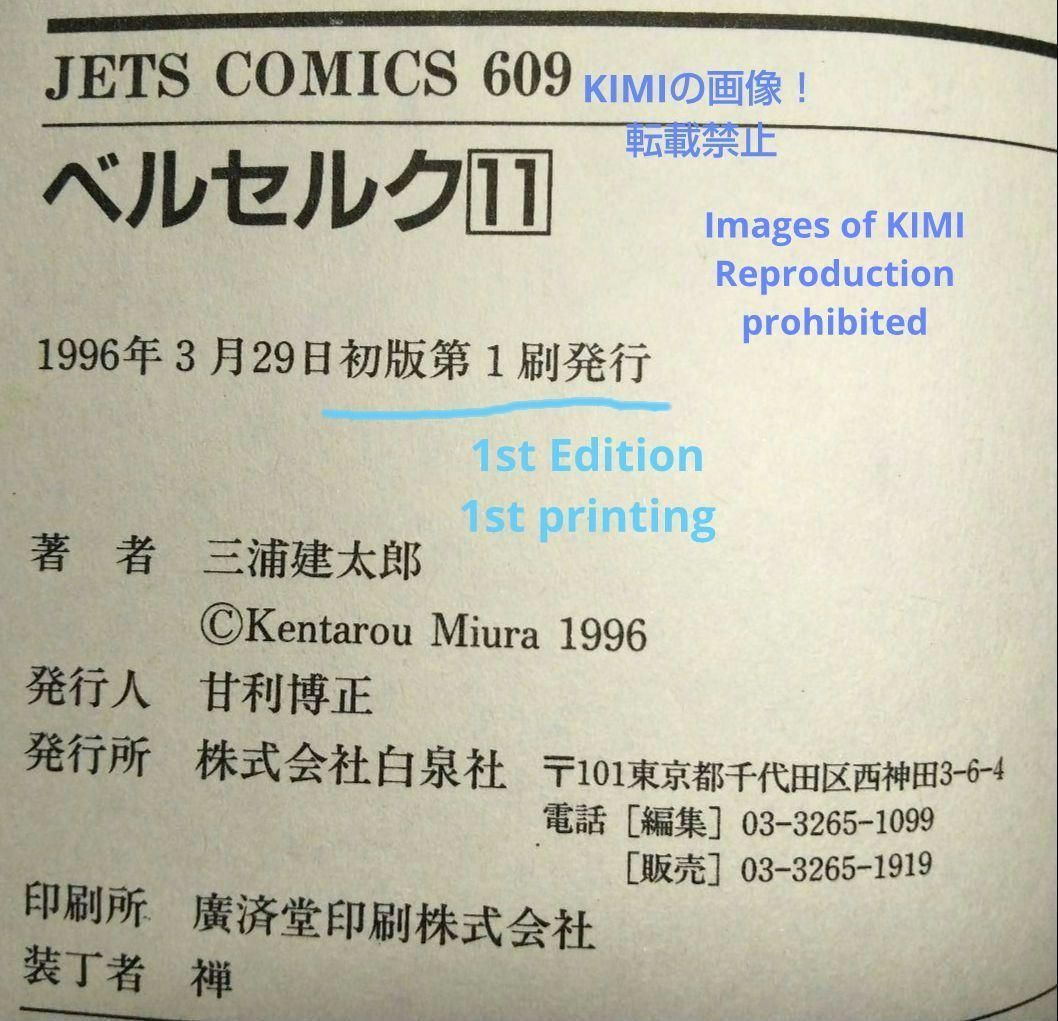 JETS COMICS 609
KIMIの画像！
転載禁止
ベルセルク11
Images of KIMI
Reproduction
prohibited
1996年3月29日初版第1刷発行
1st Edition
1st printing
著 者 三浦建太郎
©Kentarou Miura 1996
発行人 甘利博正
発行所 株式会社白泉社 〒101東京都千代田区西神田3-6-4
電話［編集］03-3265-1099
［販売］03-3265-1919
印刷所 廣済堂印刷株式会社
装丁者 禅